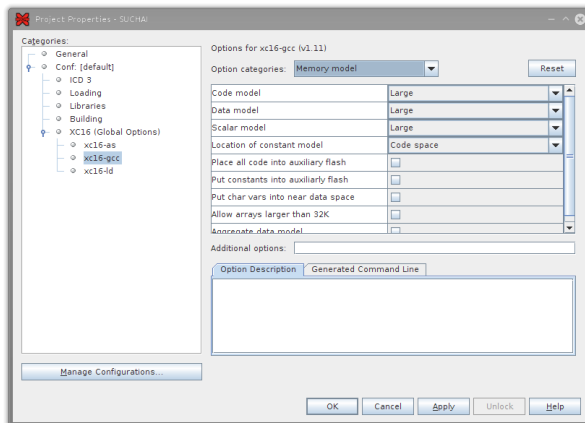 Project Properties - SUCHAI
Categories:
General
Conf: [default]
ICD 3
Loading
Libraries
Building
XC16 (Global Options)
xc16-as
xc16-gcc
xc16-ld
Manage Configurations...
Options for xc16-gcc (v1.11)
Option categories: Memory model Reset
Code model Large
Data model Large
Scalar model Large
Location of constant model Code space
Place all code into auxiliary flash
Put constants into auxiliarly flash
Put char vars into near data space
Allow arrays larger than 32K
Aggregate data model
Additional options:
Option Description Generated Command Line
OK Cancel Apply Unlock Help